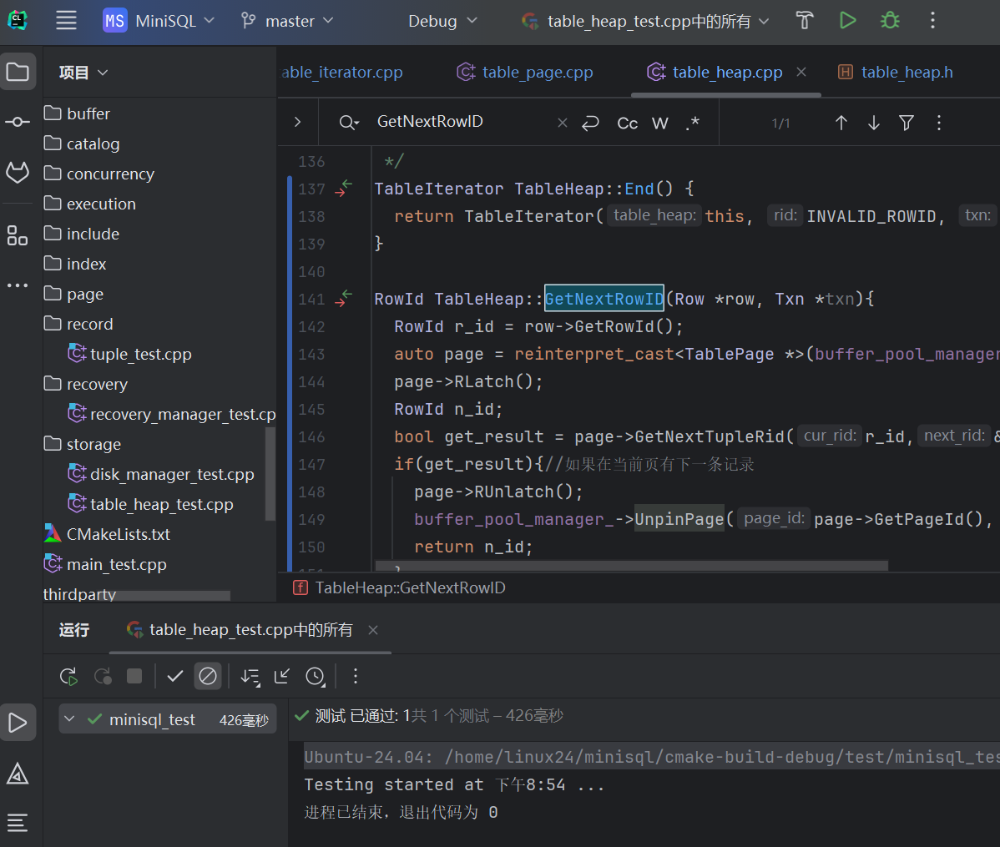 MS MiniSQL master Debug table_heap_test.cpp中的所有
项目
able_iterator.cpp table_page.cpp table_heap.cpp table_heap.h
GetNextRowID Cc W .* 1/1
buffer
catalog
concurrency
execution
include
index
page
record
tuple_test.cpp
recovery
recovery_manager_test.cp
storage
disk_manager_test.cpp
table_heap_test.cpp
CMakeLists.txt
main_test.cpp
thirdparty
136 */
137 TableIterator TableHeap::End() {
138 return TableIterator( table_heap: this, rid: INVALID_ROWID, txn:
139 }
140
141 RowId TableHeap::GetNextRowID(Row *row, Txn *txn){
142 RowId r_id = row->GetRowId();
143 auto page = reinterpret_cast<TablePage *>(buffer_pool_manager
144 page->RLatch();
145 RowId n_id;
146 bool get_result = page->GetNextTupleRid( cur_rid: r_id, next_rid: &
147 if(get_result){//如果在当前页有下一条记录
148 page->RUnlatch();
149 buffer_pool_manager_->UnpinPage( page_id: page->GetPageId(),
150 return n_id;
TableHeap::GetNextRowID
运行 table_heap_test.cpp中的所有
minisql_test 426毫秒
测试 已通过: 1共 1 个测试 – 426毫秒
Ubuntu-24.04: /home/linux24/minisql/cmake-build-debug/test/minisql_tes
Testing started at 下午8:54 ...
进程已结束，退出代码为 0